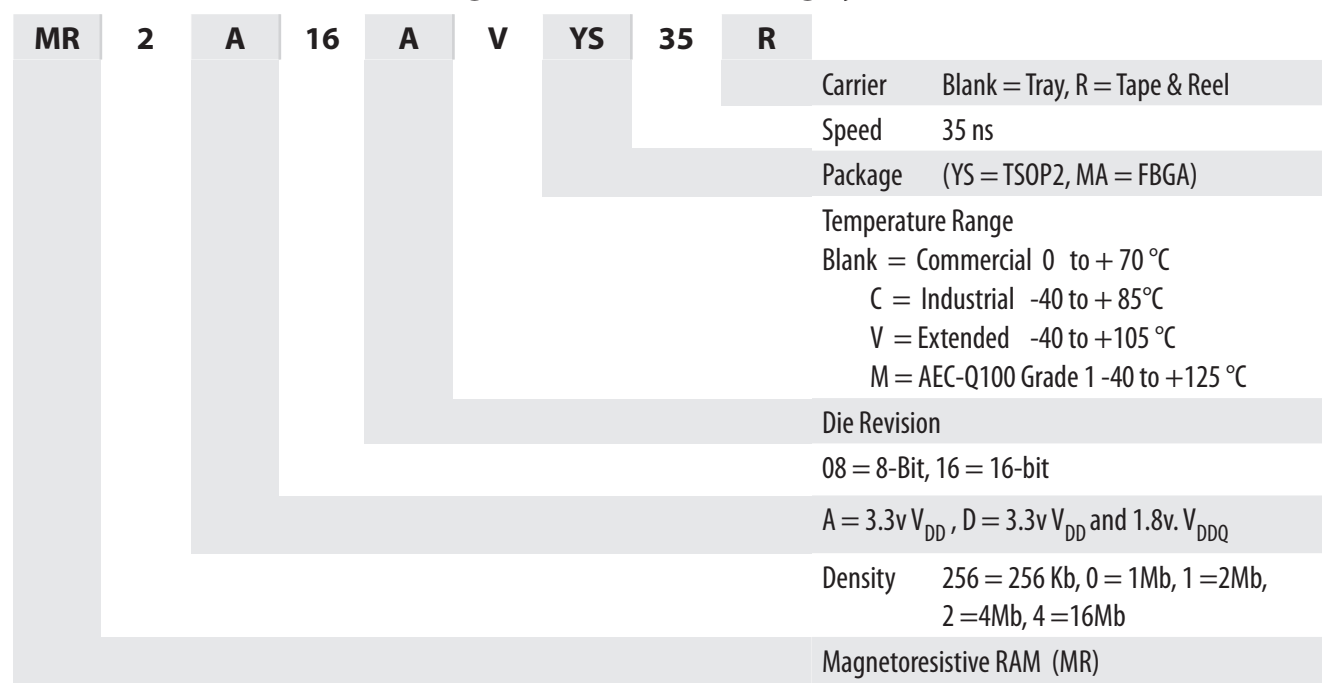 MR 2 A 16 A V YS 35 R
Carrier Blank = Tray, R = Tape & Reel
Speed 35 ns
Package (YS = TSOP2, MA = FBGA)
Temperature Range
Blank = Commercial 0 to + 70 °C
C = Industrial -40 to + 85°C
V = Extended -40 to +105 °C
M = AEC-Q100 Grade 1 -40 to +125 °C
Die Revision
08 = 8-Bit, 16 = 16-bit
A = 3.3v VDD , D = 3.3v VDD and 1.8v. VDDQ
Density 256 = 256 Kb, 0 = 1Mb, 1 =2Mb,
2 =4Mb, 4 =16Mb
Magnetoresistive RAM (MR)